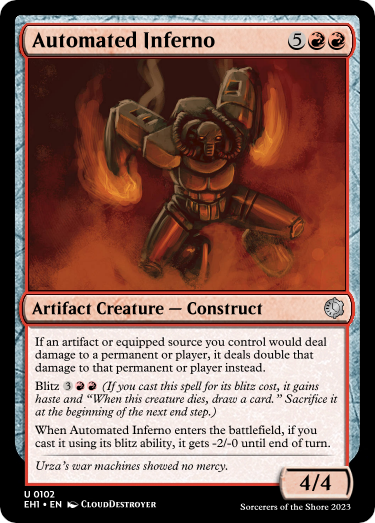 Automated Inferno 5RR
Artifact Creature — Construct
If an artifact or equipped source you control would deal
damage to a permanent or player, it deals double that
damage to that permanent or player instead.
Blitz 3RR (If you cast this spell for its blitz cost, it gains
haste and “When this creature dies, draw a card.” Sacrifice it
at the beginning of the next end step.)
When Automated Inferno enters the battlefield, if you
cast it using its blitz ability, it gets -2/-0 until end of turn.
Urza's war machines showed no mercy.
4/4
U 0102
EH1 • EN CloudDestroyer
Sorcerers of the Shore 2023